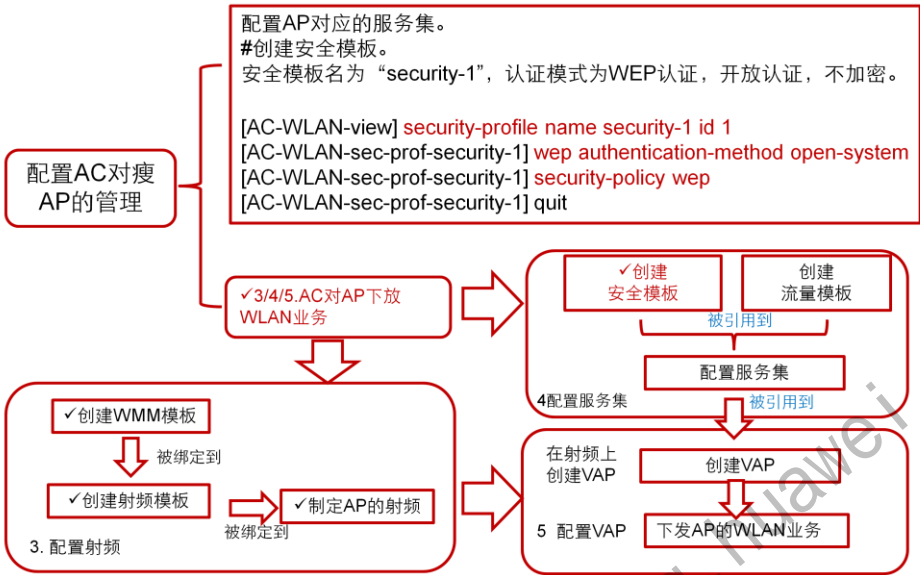 配置AP对应的服务集。
#创建安全模板。
安全模板名为“security-1”，认证模式为WEP认证，开放认证，不加密。
[AC-WLAN-view] security-profile name security-1 id 1
[AC-WLAN-sec-prof-security-1] wep authentication-method open-system
[AC-WLAN-sec-prof-security-1] security-policy wep
[AC-WLAN-sec-prof-security-1] quit
配置AC对瘦
AP的管理
✓3/4/5.AC对AP下放
WLAN业务
✓创建
安全模板
创建
流量模板
被引用到
配置服务集
4配置服务集
被引用到
✓创建WMM模板
被绑定到
✓创建射频模板
被绑定到
✓制定AP的射频
3. 配置射频
在射频上
创建VAP
创建VAP
5 配置VAP
下发AP的WLAN业务
huawei